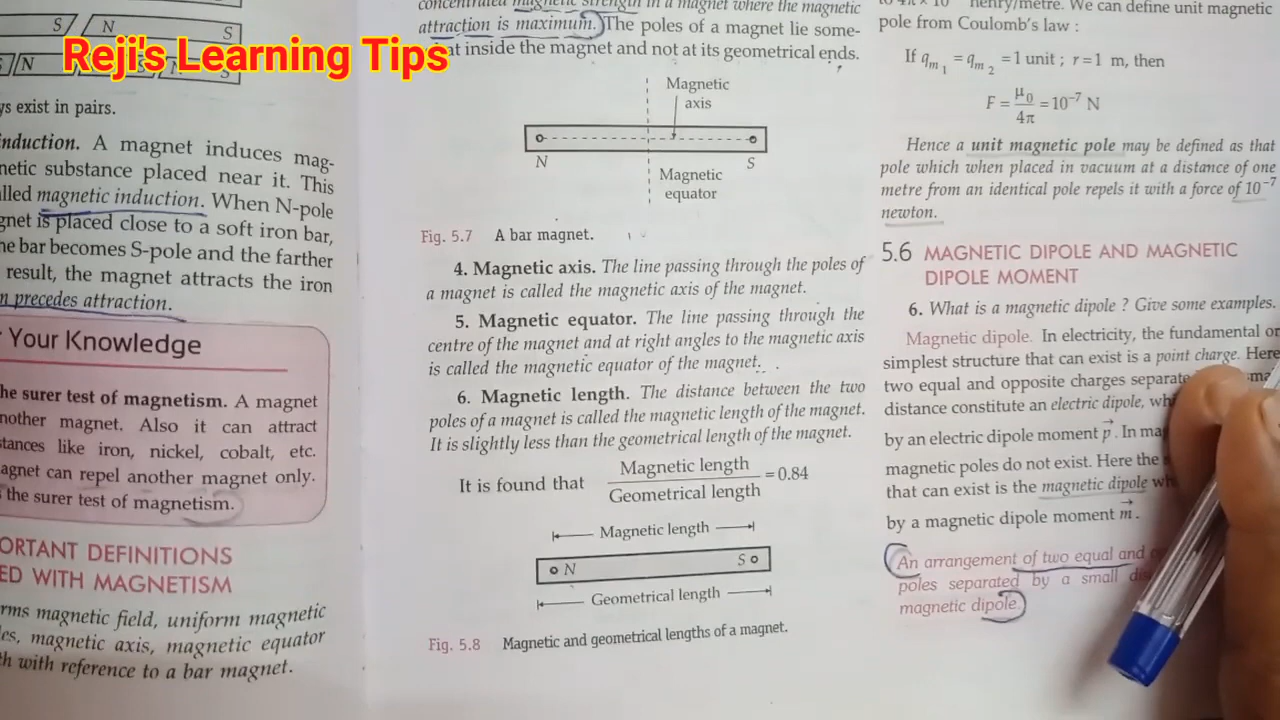 Reji's Learning Tips
S N
S
N
S
ys exist in pairs.
induction. A magnet induces mag-
netic substance placed near it. This
alled magnetic induction. When N-pole
gnet is placed close to a soft iron bar,
he bar becomes S-pole and the farther
result, the magnet attracts the iron
n precedes attraction.
Your Knowledge
he surer test of magnetism. A magnet
nother magnet. Also it can attract
stances like iron, nickel, cobalt, etc.
agnet can repel another magnet only.
the surer test of magnetism.
ORTANT DEFINITIONS
ED WITH MAGNETISM
rms magnetic field, uniform magnetic
les, magnetic axis, magnetic equator
th with reference to a bar magnet.
concentrated magnetic strength in a magnet where the magnetic
attraction is maximum. The poles of a magnet lie some-
at inside the magnet and not at its geometrical ends.
Magnetic
axis
N S
Magnetic
equator
Fig. 5.7 A bar magnet.
4. Magnetic axis. The line passing through the poles of
a magnet is called the magnetic axis of the magnet.
5. Magnetic equator. The line passing through the
centre of the magnet and at right angles to the magnetic axis
is called the magnetic equator of the magnet.
6. Magnetic length. The distance between the two
poles of a magnet is called the magnetic length of the magnet.
It is slightly less than the geometrical length of the magnet.
It is found that Magnetic length / Geometrical length = 0.84
Magnetic length
N S
Geometrical length
Fig. 5.8 Magnetic and geometrical lengths of a magnet.
henry/metre. We can define unit magnetic
pole from Coulomb's law :
If qm1 = qm2 = 1 unit ; r = 1 m, then
F = μ0/4π = 10⁻⁷ N
Hence a unit magnetic pole may be defined as that
pole which when placed in vacuum at a distance of one
metre from an identical pole repels it with a force of 10⁻⁷
newton.
5.6 MAGNETIC DIPOLE AND MAGNETIC
DIPOLE MOMENT
6. What is a magnetic dipole ? Give some examples.
Magnetic dipole. In electricity, the fundamental or
simplest structure that can exist is a point charge. Here
two equal and opposite charges separate
distance constitute an electric dipole, wh
by an electric dipole moment p⃗. In ma
magnetic poles do not exist. Here the
that can exist is the magnetic dipole wh
by a magnetic dipole moment m⃗.
An arrangement of two equal and
poles separated by a small dis
magnetic dipole.